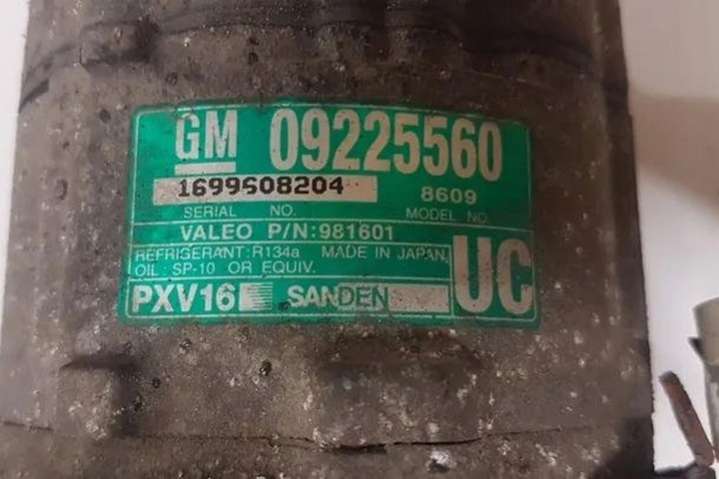 GM 09225560
1699608204 8609
SERIAL NO. MODEL NO.
VALEO P/N:981601
REFRIGERANT:R134a MADE IN JAPAN,
OIL : SP-10 OR EQUIV. UC
PXV16 SANDEN